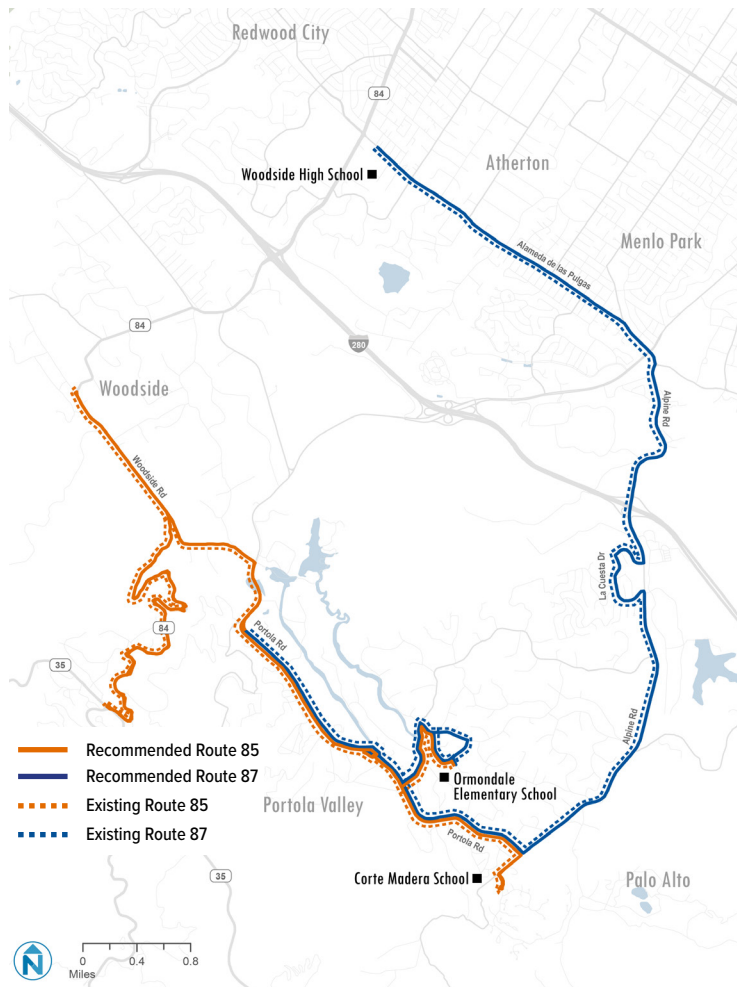 Redwood City
84
Woodside High School
Atherton
Menlo Park
Alameda de las Pulgas
84
280
Woodside
Alpine Rd
Woodside Rd
La Cuesta Dr
84
Portola Rd
35
Alpine Rd
Recommended Route 85
Recommended Route 87
Existing Route 85
Existing Route 87
Ormondale
Elementary School
Portola Valley
Portola Rd
35
Corte Madera School
Palo Alto
N
0 0.4 0.8
Miles